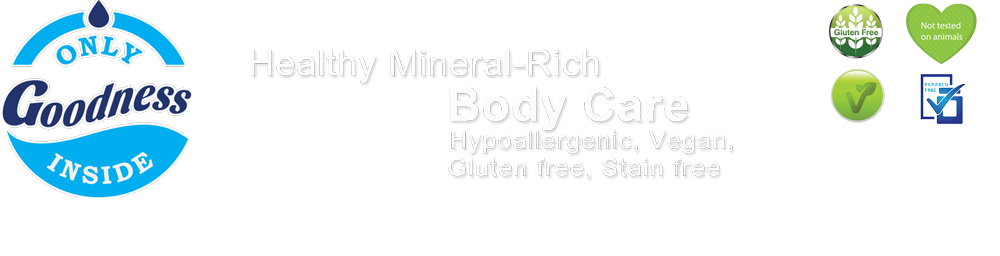 ONLY
Goodness
INSIDE
Healthy Mineral-Rich
Body Care
Hypoallergenic, Vegan,
Gluten free, Stain free
Gluten Free
Not tested
on animals
PARABEN
FREE